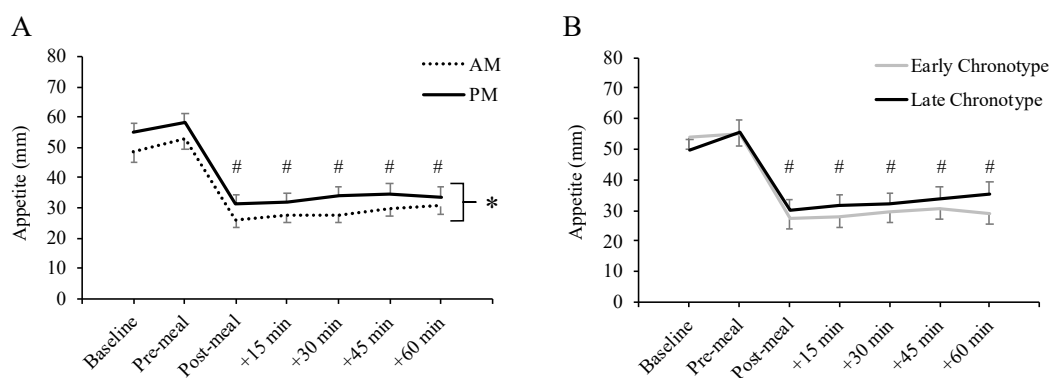 A
80
70
60
50
40
30
20
10
0
Appetite (mm)
AM
PM
# # # # #
*
Baseline
Pre-meal
Post-meal
+15 min
+30 min
+45 min
+60 min
B
80
70
60
50
40
30
20
10
0
Appetite (mm)
Early Chronotype
Late Chronotype
# # # # #
Baseline
Pre-meal
Post-meal
+15 min
+30 min
+45 min
+60 min